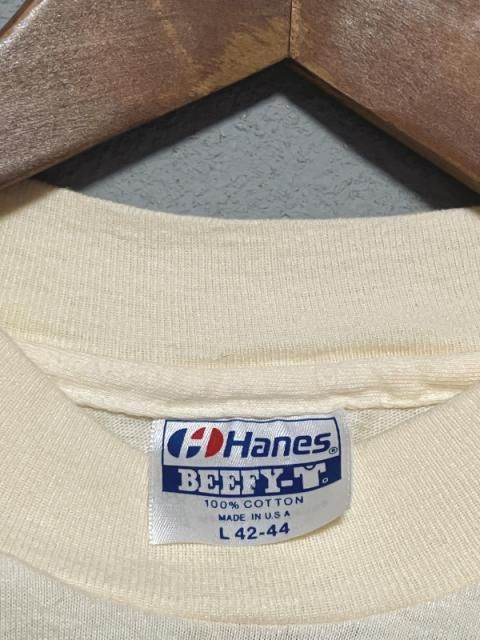 Hanes®
BEEFY-T®
100% COTTON
MADE IN U.S.A
L 42-44